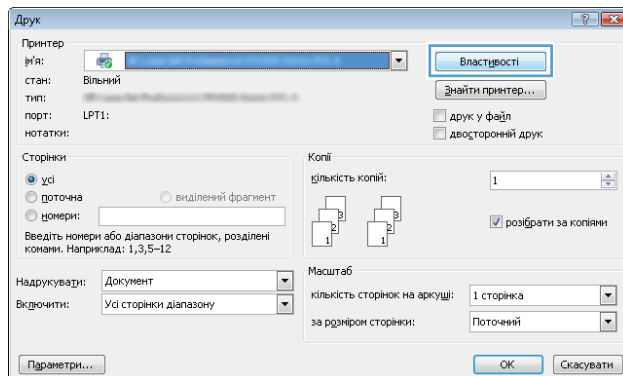 Друк
Принтер
ім'я:
Властивості
стан: Вільний
тип:
Знайти принтер...
порт: LPT1:
друк у файл
нотатки:
двосторонній друк
Сторінки
усі
поточна
виділений фрагмент
номери:
Введіть номери або діапазони сторінок, розділені
комами. Наприклад: 1,3,5–12
Копії
кількість копій: 1
розібрати за копіями
Надрукувати: Документ
Включити: Усі сторінки діапазону
Масштаб
кількість сторінок на аркуші: 1 сторінка
за розміром сторінки: Поточний
Параметри...
OK
Скасувати